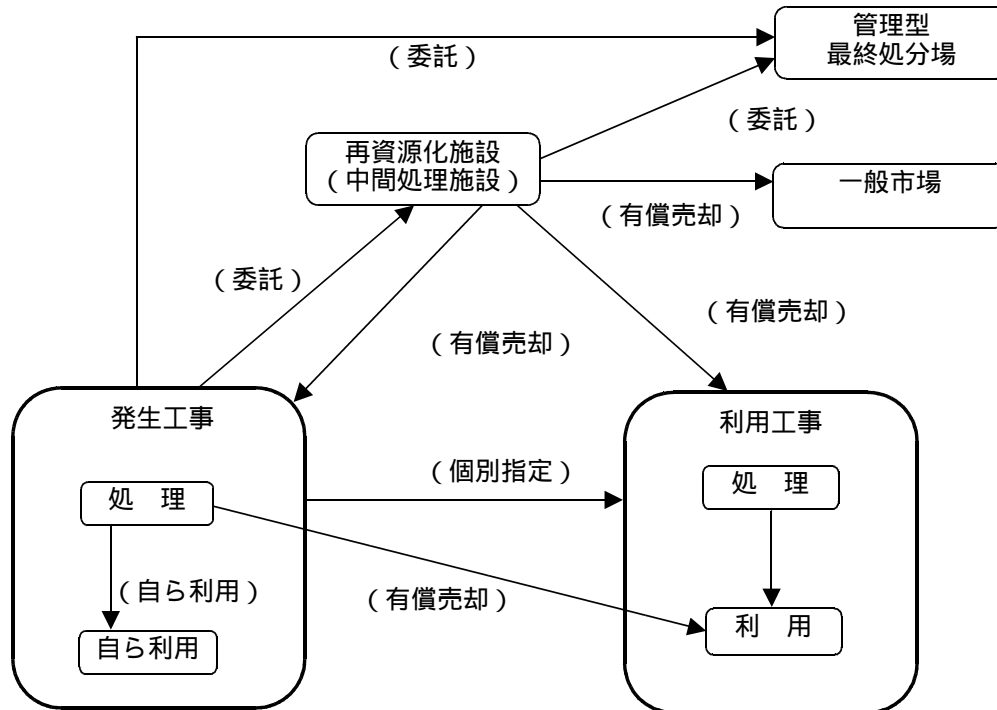 管理型
最終処分場
（委託）
（委託）
再資源化施設
（中間処理施設）
一般市場
（有償売却）
（委託）
（有償売却）
（有償売却）
発生工事
利用工事
（個別指定）
処　理
処　理
（自ら利用）
（有償売却）
自ら利用
利　用